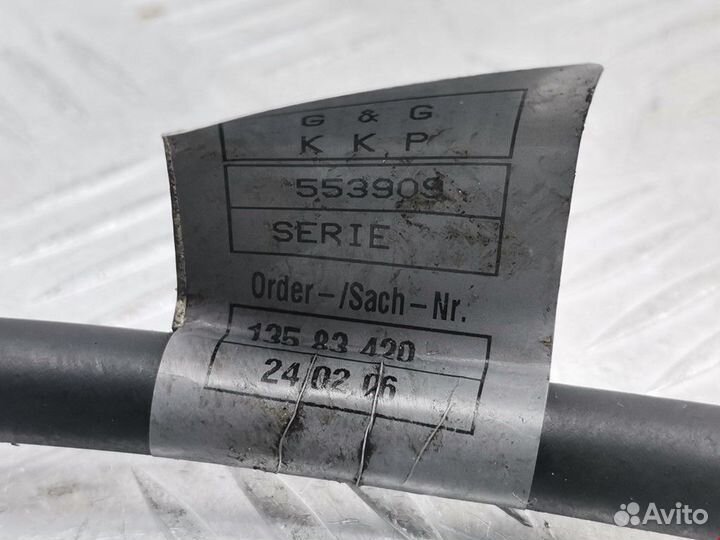 G & G
K K P
553909
SERIE
Order-/Sach-Nr.
135 83 420
24 02 06
Avito